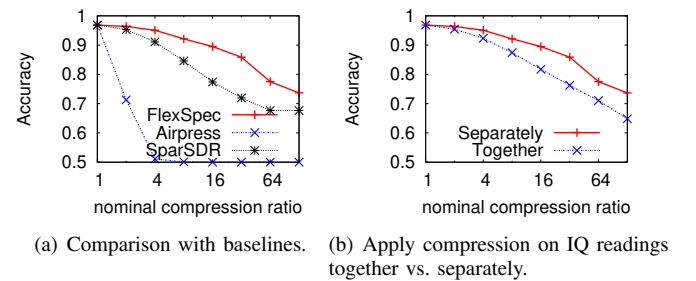 1
0.9
0.8
0.7
0.6
0.5
Accuracy
FlexSpec
Airpress
SparSDR
1 4 16 64
nominal compression ratio
(a) Comparison with baselines.
1
0.9
0.8
0.7
0.6
0.5
Accuracy
Separately
Together
1 4 16 64
nominal compression ratio
(b) Apply compression on IQ readings
together vs. separately.